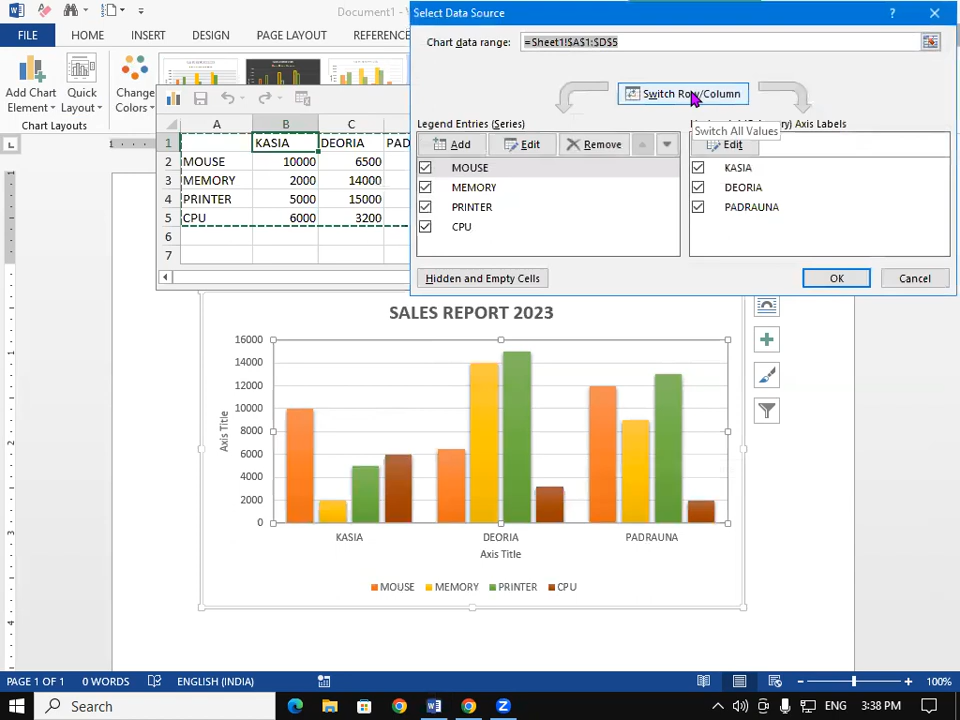 Document1 -
Select Data Source
?
FILE HOME INSERT DESIGN PAGE LAYOUT REFERENCE
Chart data range: =Sheet1!$A$1:$D$5
Add Chart Element
Quick Layout
Change Colors
Chart Layouts
Switch Row/Column
Switch All Values
Legend Entries (Series)
Axis Labels
Add Edit Remove
Edit
MOUSE
MEMORY
PRINTER
CPU
KASIA
DEORIA
PADRAUNA
Hidden and Empty Cells
OK Cancel
A B C
1 KASIA DEORIA PAD
2 MOUSE 10000 6500
3 MEMORY 2000 14000
4 PRINTER 5000 15000
5 CPU 6000 3200
6
7
SALES REPORT 2023
16000
14000
12000
10000
8000
6000
4000
2000
0
Axis Title
KASIA DEORIA PADRAUNA
Axis Title
MOUSE MEMORY PRINTER CPU
PAGE 1 OF 1 0 WORDS ENGLISH (INDIA) 100%
Search
ENG 3:38 PM